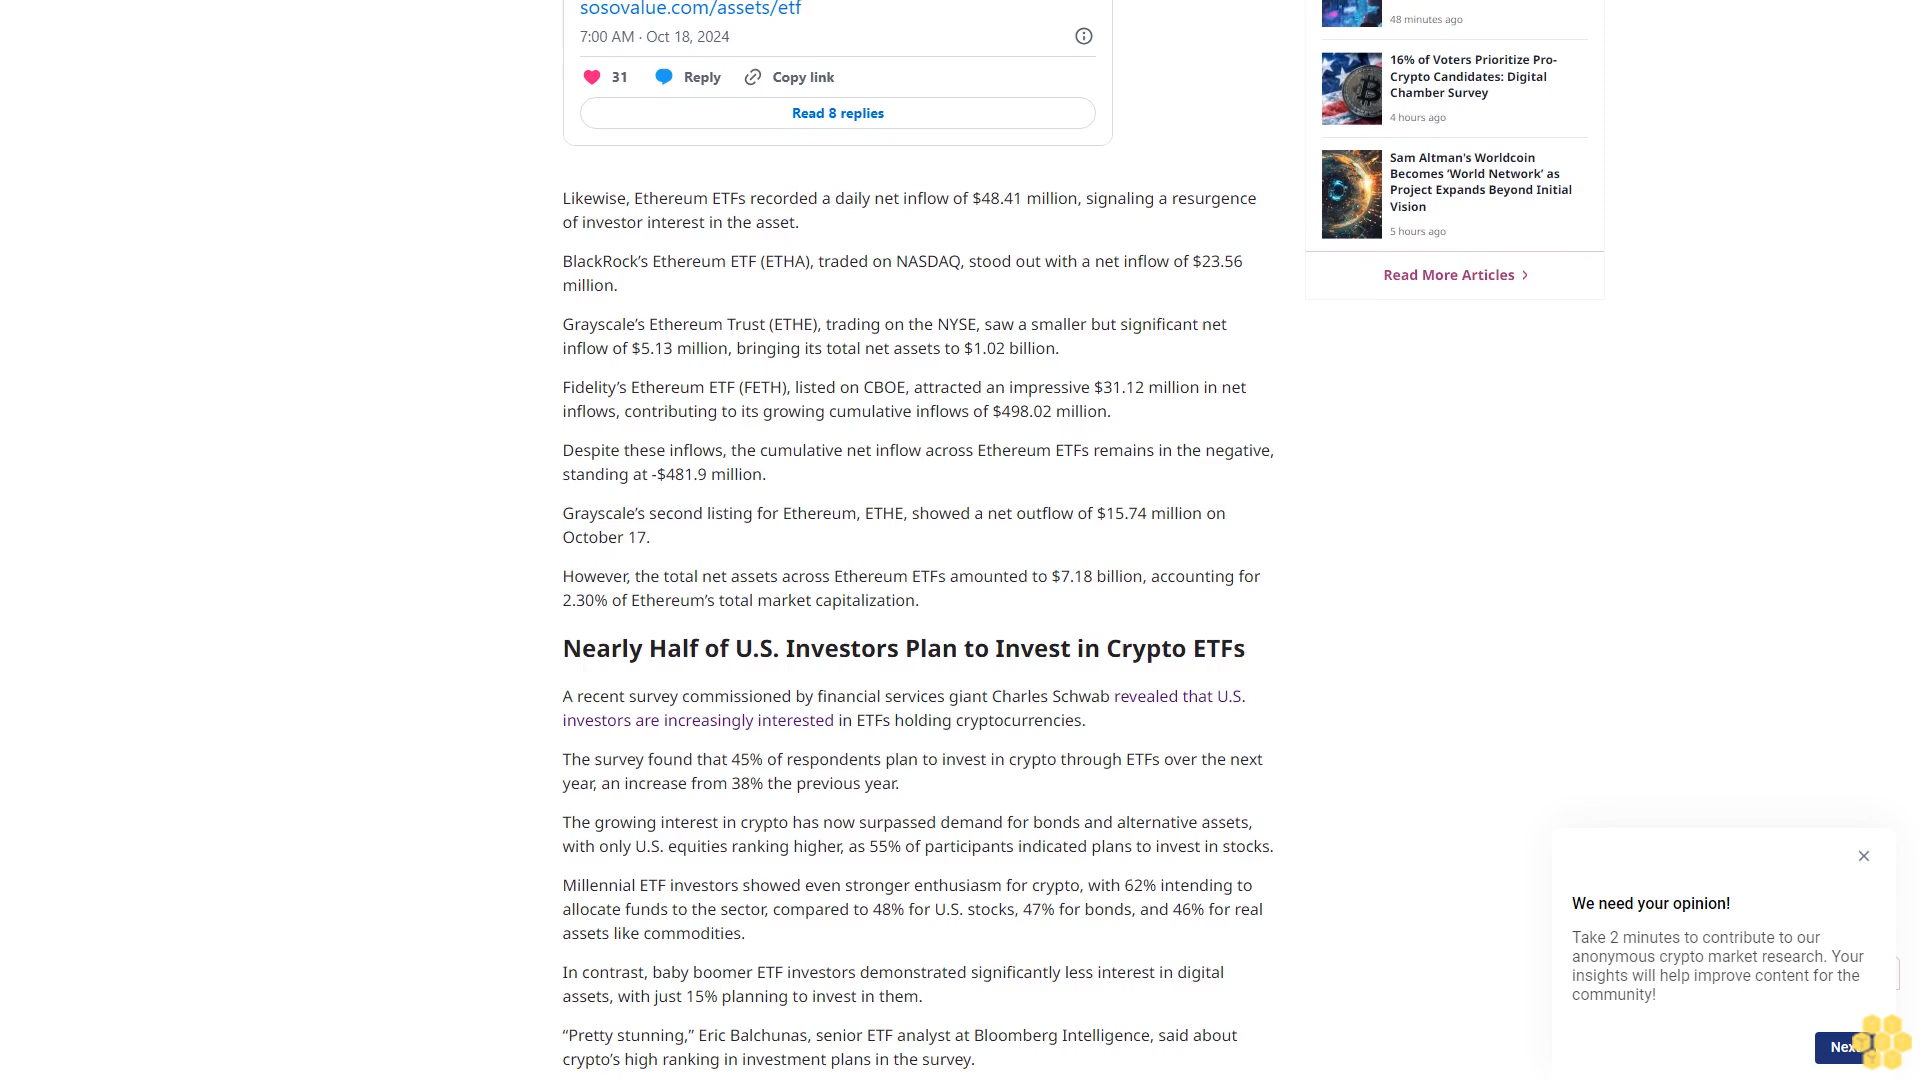 sosovalue.com/assets/etf
7:00 AM · Oct 18, 2024
31
Reply
Copy link
Read 8 replies
Likewise, Ethereum ETFs recorded a daily net inflow of $48.41 million, signaling a resurgence
of investor interest in the asset.
BlackRock’s Ethereum ETF (ETHA), traded on NASDAQ, stood out with a net inflow of $23.56
million.
Grayscale’s Ethereum Trust (ETHE), trading on the NYSE, saw a smaller but significant net
inflow of $5.13 million, bringing its total net assets to $1.02 billion.
Fidelity’s Ethereum ETF (FETH), listed on CBOE, attracted an impressive $31.12 million in net
inflows, contributing to its growing cumulative inflows of $498.02 million.
Despite these inflows, the cumulative net inflow across Ethereum ETFs remains in the negative,
standing at -$481.9 million.
Grayscale’s second listing for Ethereum, ETHE, showed a net outflow of $15.74 million on
October 17.
However, the total net assets across Ethereum ETFs amounted to $7.18 billion, accounting for
2.30% of Ethereum’s total market capitalization.
Nearly Half of U.S. Investors Plan to Invest in Crypto ETFs
A recent survey commissioned by financial services giant Charles Schwab revealed that U.S.
investors are increasingly interested in ETFs holding cryptocurrencies.
The survey found that 45% of respondents plan to invest in crypto through ETFs over the next
year, an increase from 38% the previous year.
The growing interest in crypto has now surpassed demand for bonds and alternative assets,
with only U.S. equities ranking higher, as 55% of participants indicated plans to invest in stocks.
Millennial ETF investors showed even stronger enthusiasm for crypto, with 62% intending to
allocate funds to the sector, compared to 48% for U.S. stocks, 47% for bonds, and 46% for real
assets like commodities.
In contrast, baby boomer ETF investors demonstrated significantly less interest in digital
assets, with just 15% planning to invest in them.
“Pretty stunning,” Eric Balchunas, senior ETF analyst at Bloomberg Intelligence, said about
crypto’s high ranking in investment plans in the survey.
48 minutes ago
16% of Voters Prioritize Pro-
Crypto Candidates: Digital
Chamber Survey
4 hours ago
Sam Altman's Worldcoin
Becomes ‘World Network’ as
Project Expands Beyond Initial
Vision
5 hours ago
Read More Articles
We need your opinion!
Take 2 minutes to contribute to our
anonymous crypto market research. Your
insights will help improve content for the
community!